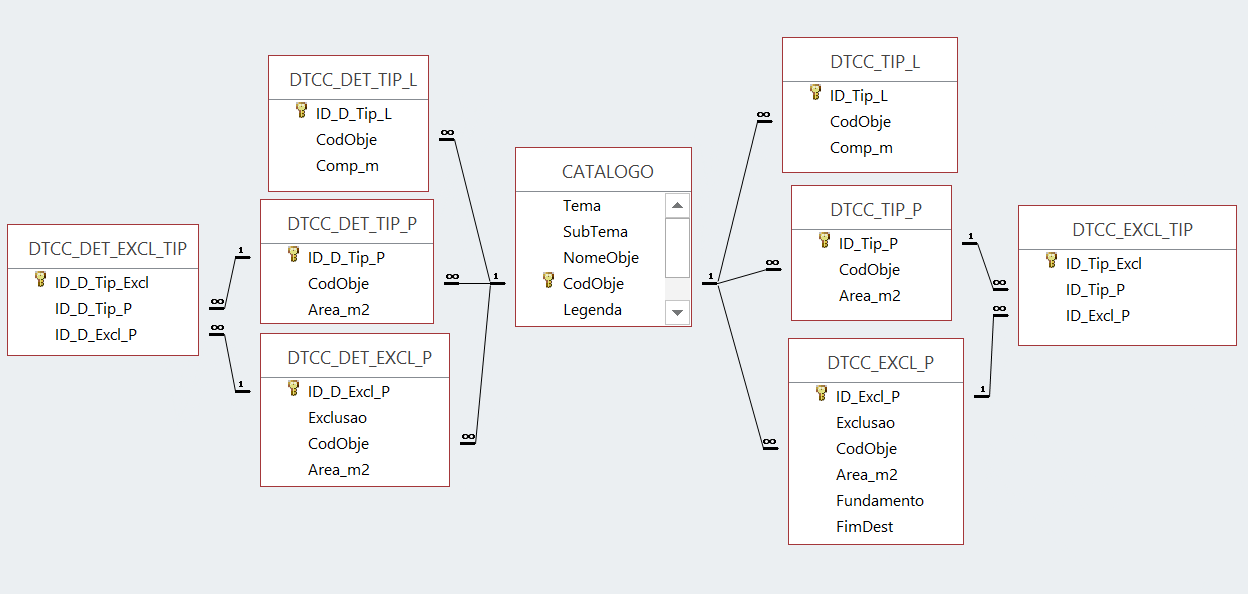 DTCC_DET_TIP_L
ID_D_Tip_L
CodObje
Comp_m
∞
DTCC_DET_EXCL_TIP
ID_D_Tip_Excl
ID_D_Tip_P
ID_D_Excl_P
1
∞
∞
1
DTCC_DET_TIP_P
ID_D_Tip_P
CodObje
Area_m2
∞
1
DTCC_DET_EXCL_P
ID_D_Excl_P
Exclusao
CodObje
Area_m2
∞
CATALOGO
Tema
SubTema
NomeObje
CodObje
Legenda
1
∞
∞
∞
DTCC_TIP_L
ID_Tip_L
CodObje
Comp_m
DTCC_TIP_P
ID_Tip_P
CodObje
Area_m2
1
∞
DTCC_EXCL_P
ID_Excl_P
Exclusao
CodObje
Area_m2
Fundamento
FimDest
1
∞
DTCC_EXCL_TIP
ID_Tip_Excl
ID_Tip_P
ID_Excl_P